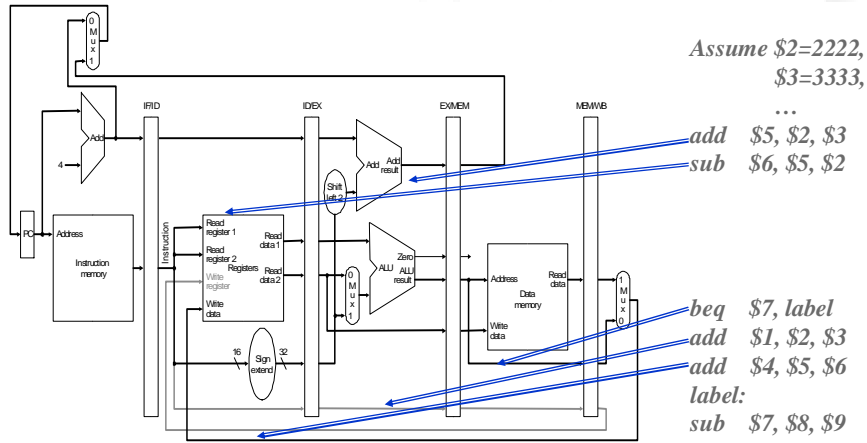 0
M
u
x
1
Add
4
PC
Address
Instruction
memory
IF/ID
Instruction
Read
register 1
Read
register 2
Registers
Write
register
Write
data
Read
data 1
Read
data 2
16
Sign
extend
32
ID/EX
Shift
left 2
Add
Add
result
0
M
u
x
1
Zero
ALU
ALU
result
EX/MEM
Address
Data
memory
Write
data
Read
data
MEM/WB
1
M
u
x
0
Assume $2=2222,
$3=3333,
…
add $5, $2, $3
sub $6, $5, $2
beq $7, label
add $1, $2, $3
add $4, $5, $6
label:
sub $7, $8, $9